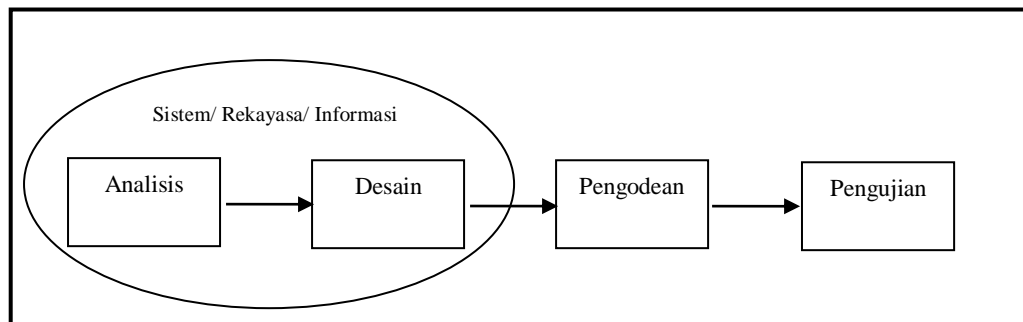 Sistem/ Rekayasa/ Informasi
Analisis
Desain
Pengodean
Pengujian